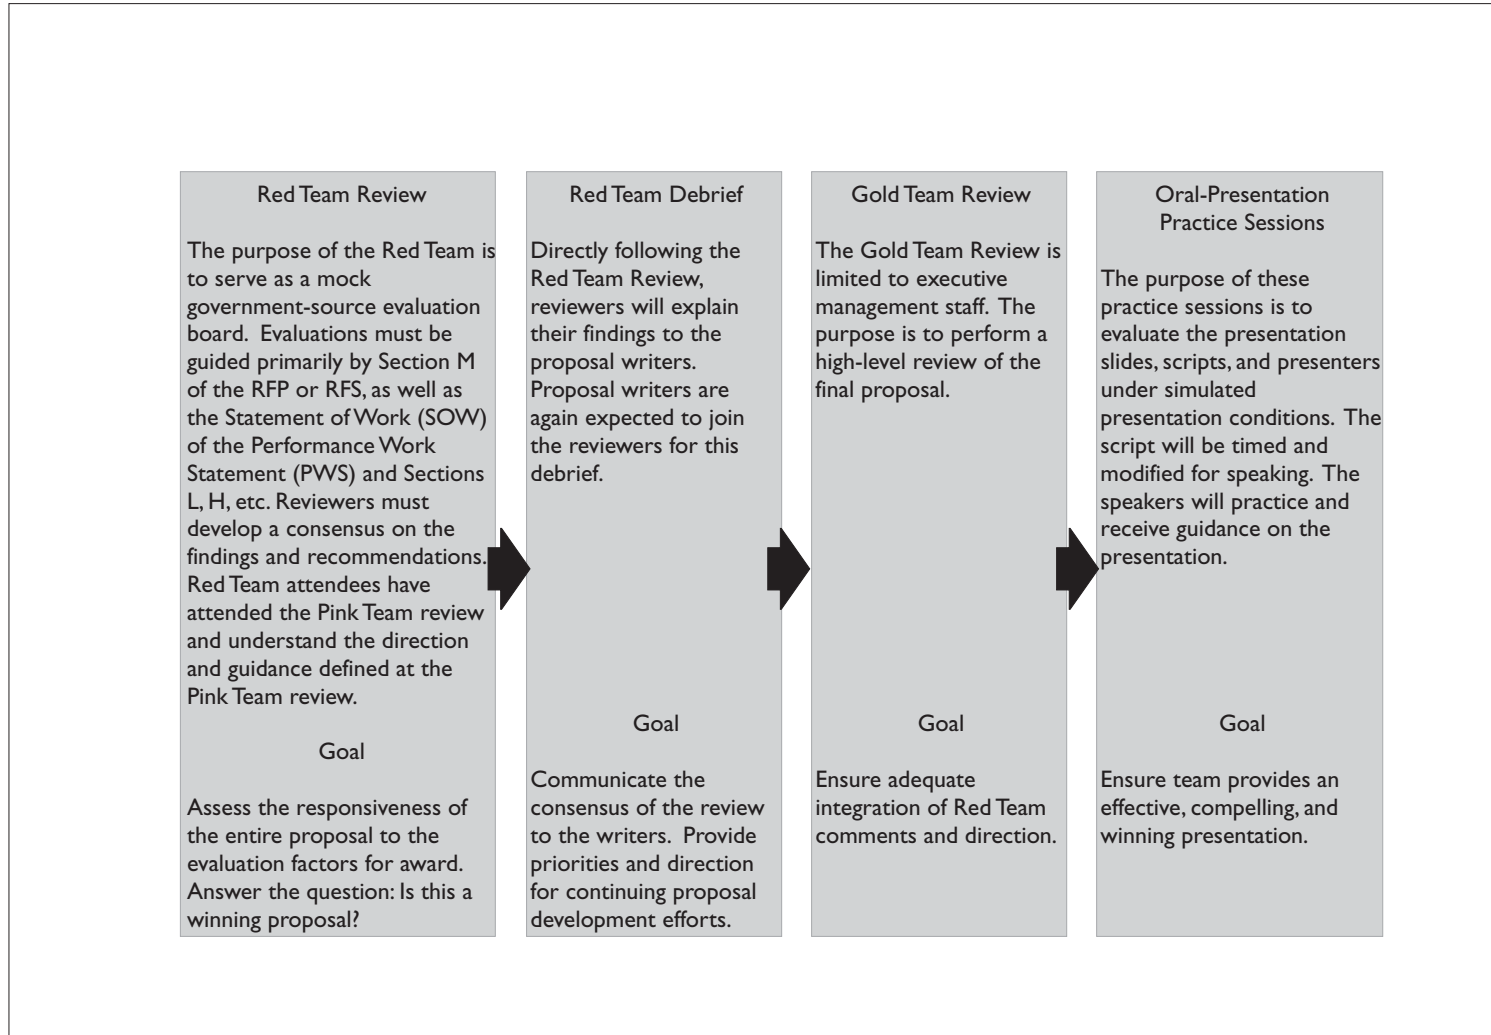 Red Team Review
The purpose of the Red Team is
to serve as a mock
government-source evaluation
board. Evaluations must be
guided primarily by Section M
of the RFP or RFS, as well as
the Statement of Work (SOW)
of the Performance Work
Statement (PWS) and Sections
L, H, etc. Reviewers must
develop a consensus on the
findings and recommendations.
Red Team attendees have
attended the Pink Team review
and understand the direction
and guidance defined at the
Pink Team review.
Goal
Assess the responsiveness of
the entire proposal to the
evaluation factors for award.
Answer the question: Is this a
winning proposal?
Red Team Debrief
Directly following the
Red Team Review,
reviewers will explain
their findings to the
proposal writers.
Proposal writers are
again expected to join
the reviewers for this
debrief.
Goal
Communicate the
consensus of the review
to the writers. Provide
priorities and direction
for continuing proposal
development efforts.
Gold Team Review
The Gold Team Review is
limited to executive
management staff. The
purpose is to perform a
high-level review of the
final proposal.
Goal
Ensure adequate
integration of Red Team
comments and direction.
Oral-Presentation
Practice Sessions
The purpose of these
practice sessions is to
evaluate the presentation
slides, scripts, and presenters
under simulated
presentation conditions. The
script will be timed and
modified for speaking. The
speakers will practice and
receive guidance on the
presentation.
Goal
Ensure team provides an
effective, compelling, and
winning presentation.